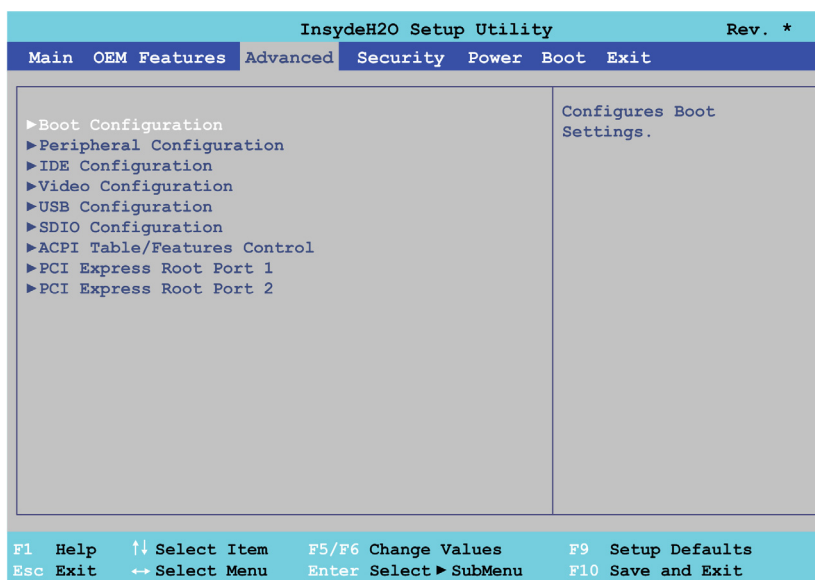 InsydeH2O Setup Utility Rev. *
Main OEM Features Advanced Security Power Boot Exit
►Boot Configuration
►Peripheral Configuration
►IDE Configuration
►Video Configuration
►USB Configuration
►SDIO Configuration
►ACPI Table/Features Control
►PCI Express Root Port 1
►PCI Express Root Port 2
Configures Boot
Settings.
F1 Help ↑↓ Select Item F5/F6 Change Values F9 Setup Defaults
Esc Exit ↔ Select Menu Enter Select ► SubMenu F10 Save and Exit